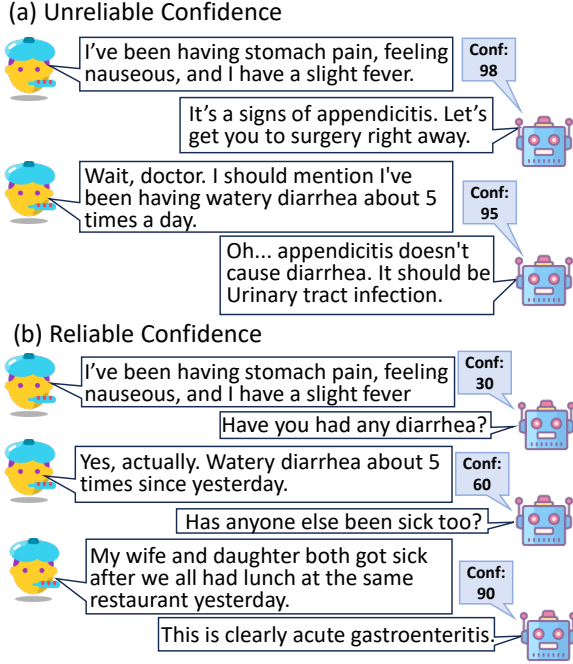 (a) Unreliable Confidence
I've been having stomach pain, feeling
nauseous, and I have a slight fever.
Conf:
98
It's a signs of appendicitis. Let's
get you to surgery right away.
Wait, doctor. I should mention I've
been having watery diarrhea about 5
times a day.
Conf:
95
Oh... appendicitis doesn't
cause diarrhea. It should be
Urinary tract infection.
(b) Reliable Confidence
I've been having stomach pain, feeling
nauseous, and I have a slight fever
Conf:
30
Have you had any diarrhea?
Yes, actually. Watery diarrhea about 5
times since yesterday.
Conf:
60
Has anyone else been sick too?
My wife and daughter both got sick
after we all had lunch at the same
restaurant yesterday.
Conf:
90
This is clearly acute gastroenteritis.